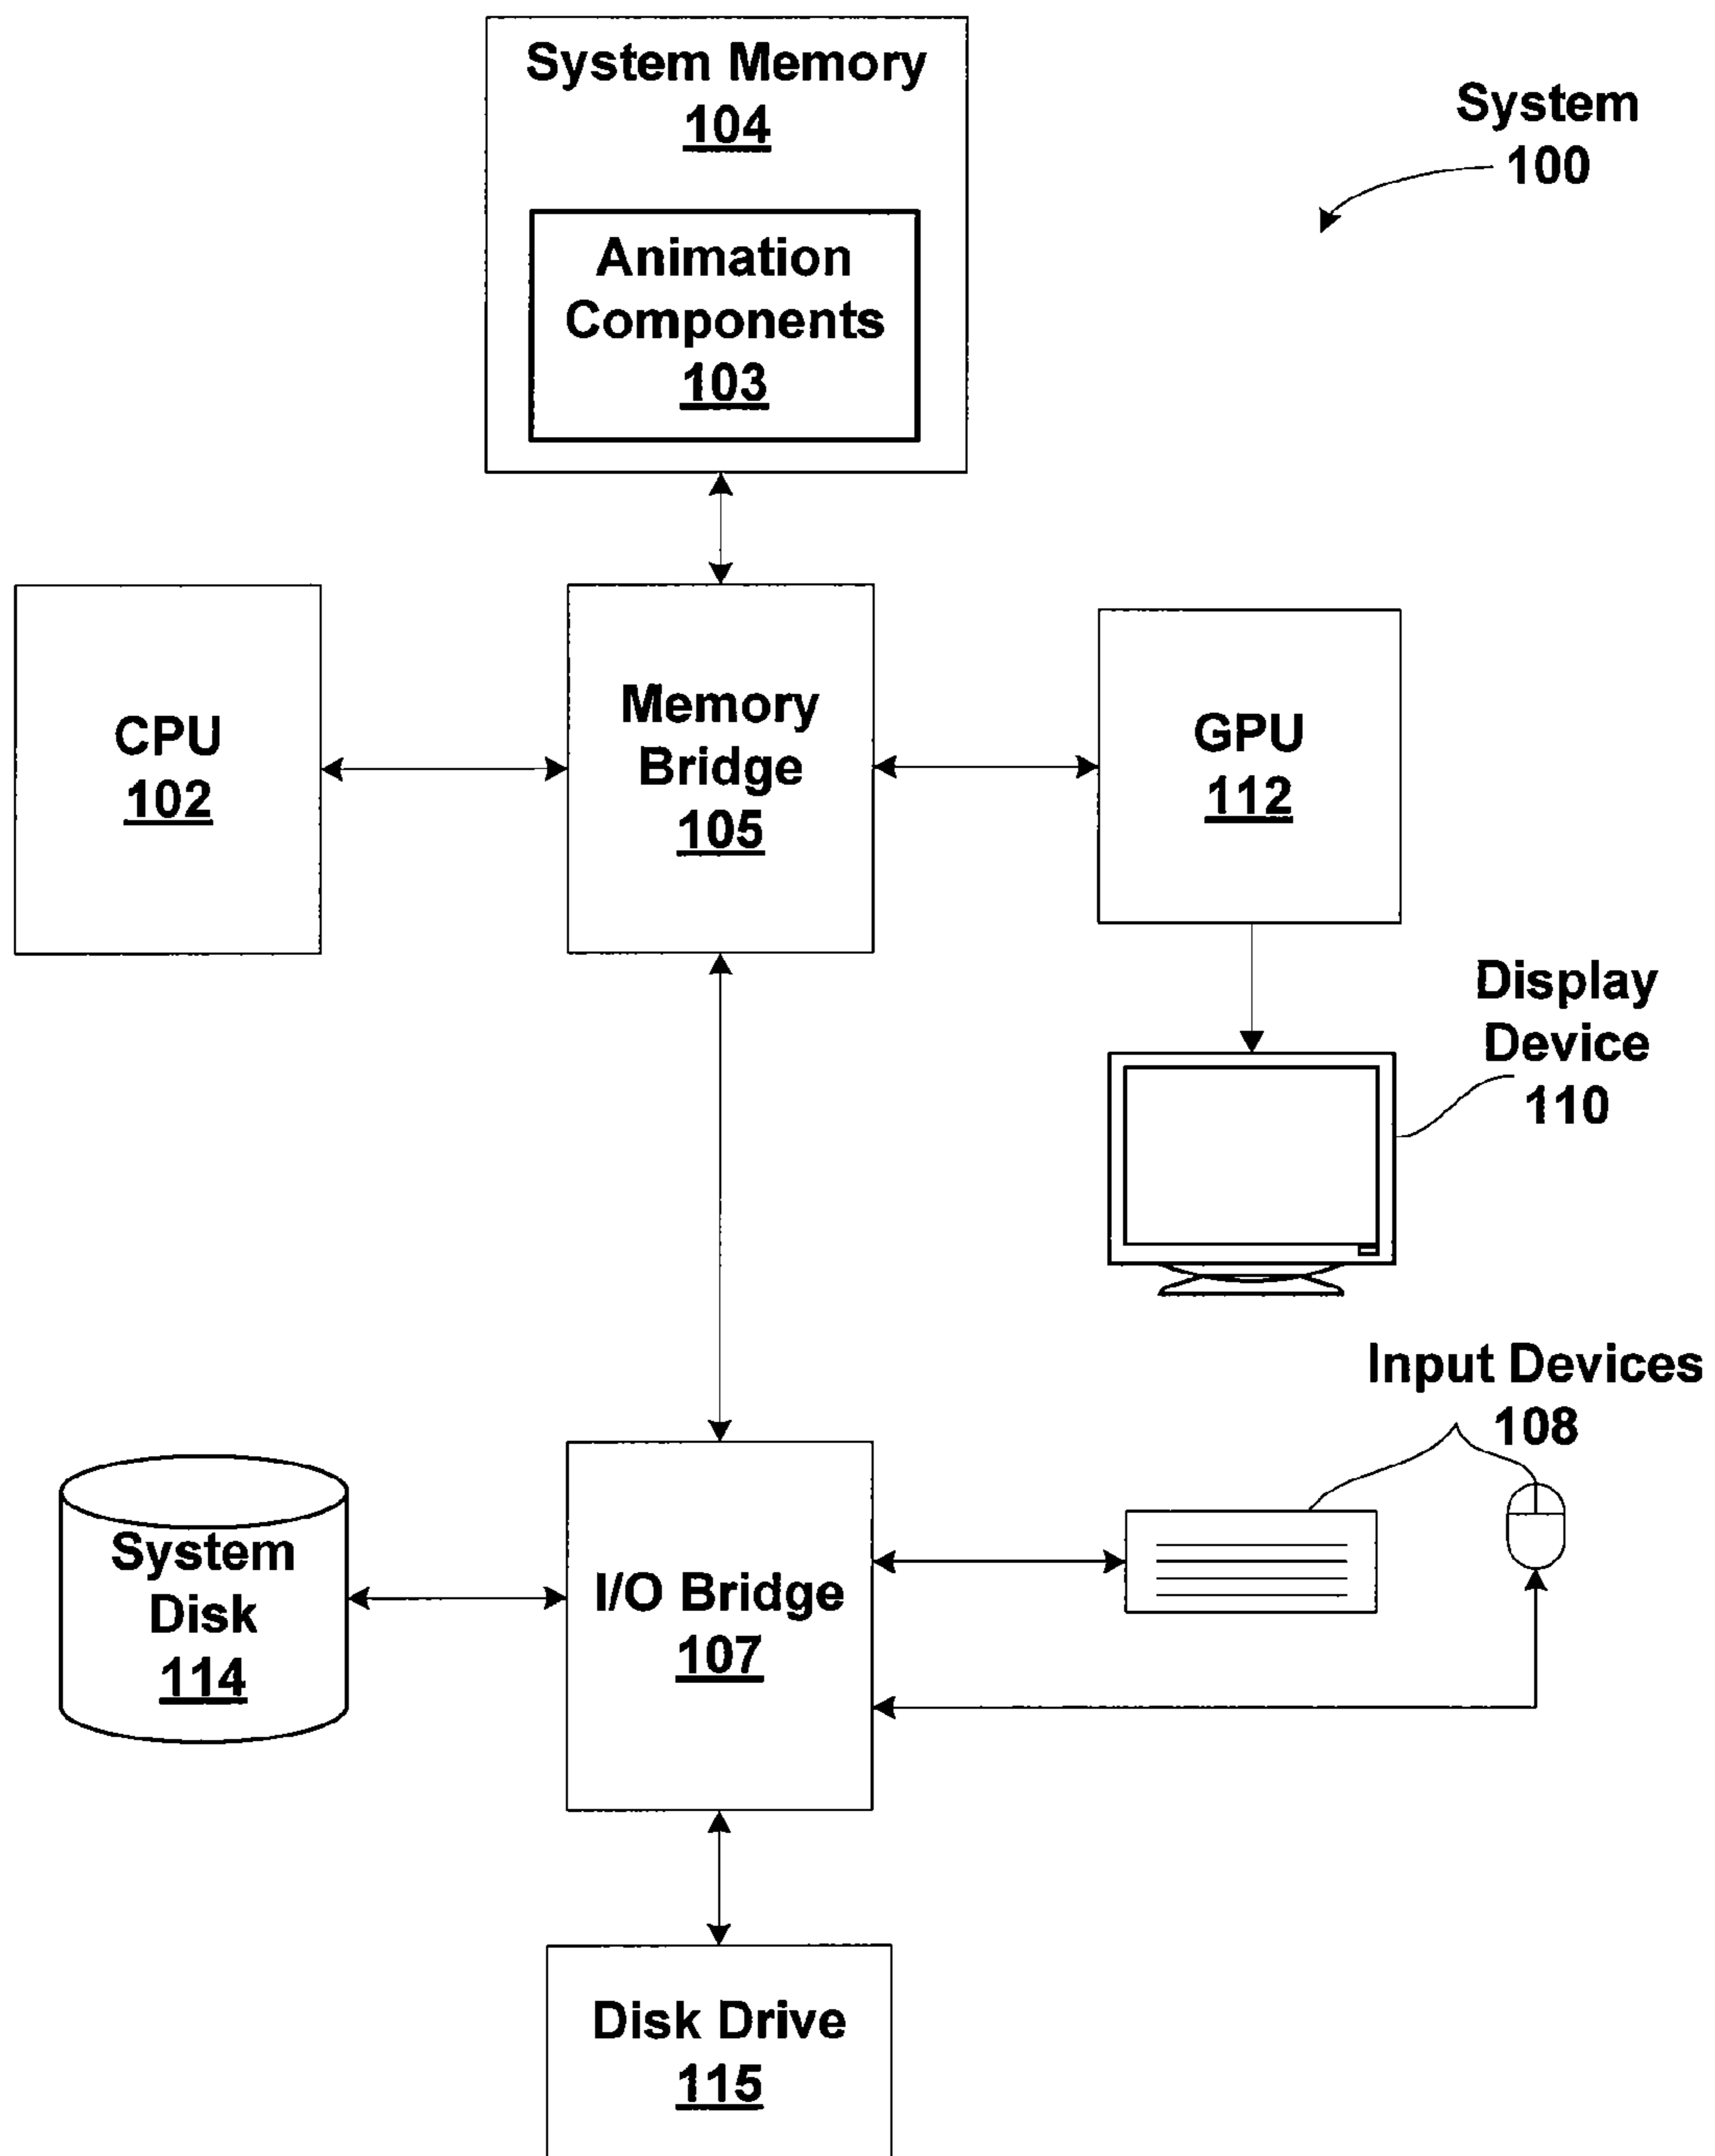 System Memory
104
Animation
Components
103
System
100
CPU
102
Memory
Bridge
105
GPU
112
Display
Device
110
Input Devices
108
System
Disk
114
I/O Bridge
107
Disk Drive
115